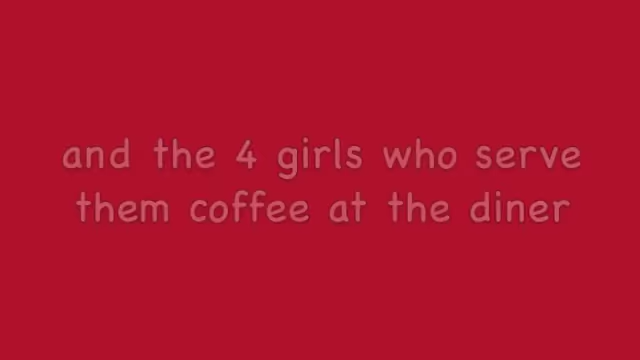 and the 4 girls who serve
them coffee at the diner